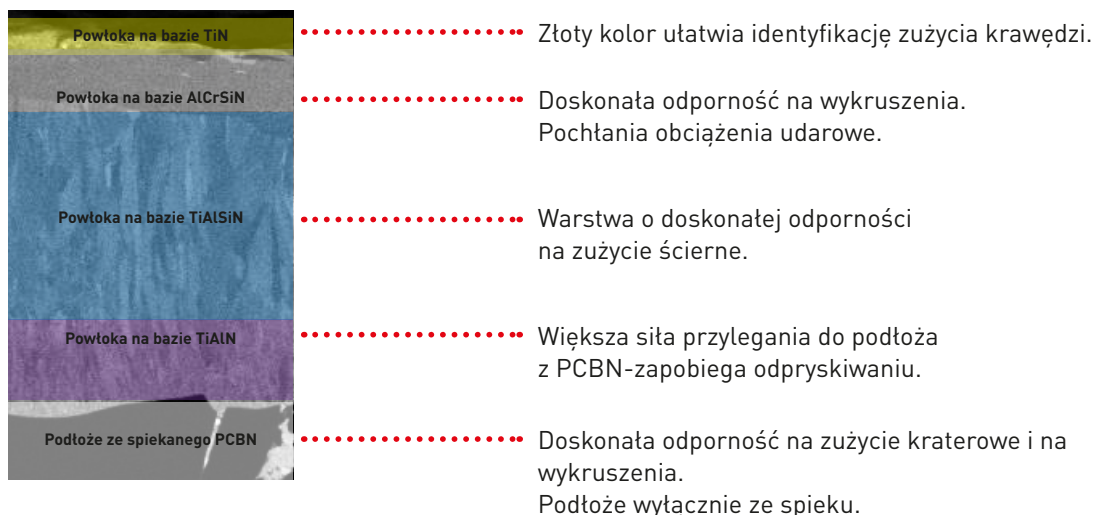 Powłoka na bazie TiN
Złoty kolor ułatwia identyfikację zużycia krawędzi.
Powłoka na bazie AlCrSiN
Doskonała odporność na wykruszenia.
Pochłania obciążenia udarowe.
Powłoka na bazie TiAlSiN
Warstwa o doskonałej odporności
na zużycie ścierne.
Powłoka na bazie TiAlN
Większa siła przylegania do podłoża
z PCBN-zapobiega odpryskiwaniu.
Podłoże ze spiekanego PCBN
Doskonała odporność na zużycie kraterowe i na
wykruszenia.
Podłoże wyłącznie ze spieku.